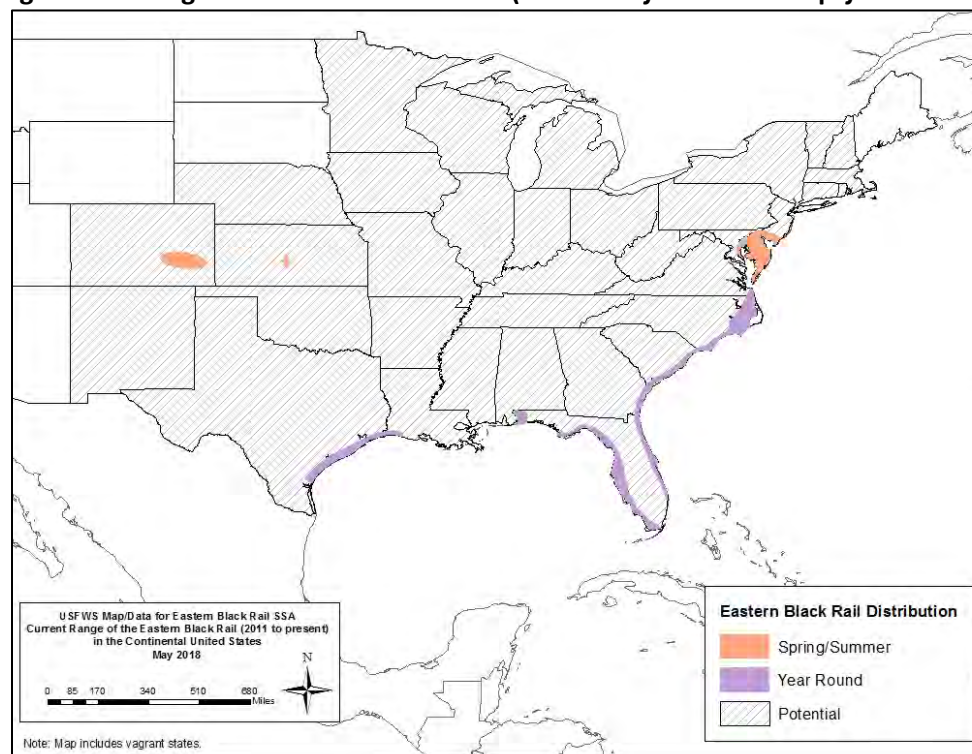 USFWS Map/Data for Eastern Black Rail SSA
Current Range of the Eastern Black Rail (2011 to present)
in the Continental United States
May 2018
N
0 85 170 340 510 680
Miles
Note: Map includes vagrant states.
Eastern Black Rail Distribution
Spring/Summer
Year Round
Potential